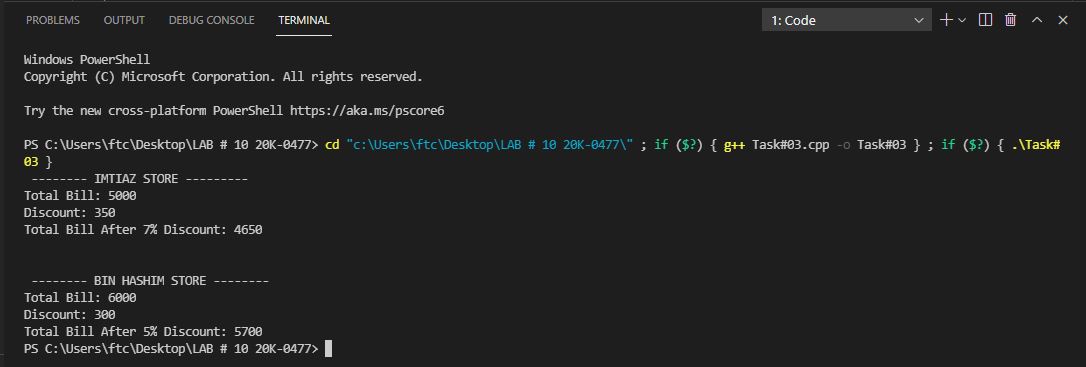 PROBLEMS OUTPUT DEBUG CONSOLE TERMINAL 1: Code
Windows PowerShell
Copyright (C) Microsoft Corporation. All rights reserved.
Try the new cross-platform PowerShell https://aka.ms/pscore6
PS C:\Users\ftc\Desktop\LAB # 10 20K-0477> cd "c:\Users\ftc\Desktop\LAB # 10 20K-0477\" ; if ($?) { g++ Task#03.cpp -o Task#03 } ; if ($?) { .\Task#
03 }
-------- IMTIAZ STORE ---------
Total Bill: 5000
Discount: 350
Total Bill After 7% Discount: 4650
-------- BIN HASHIM STORE --------
Total Bill: 6000
Discount: 300
Total Bill After 5% Discount: 5700
PS C:\Users\ftc\Desktop\LAB # 10 20K-0477>